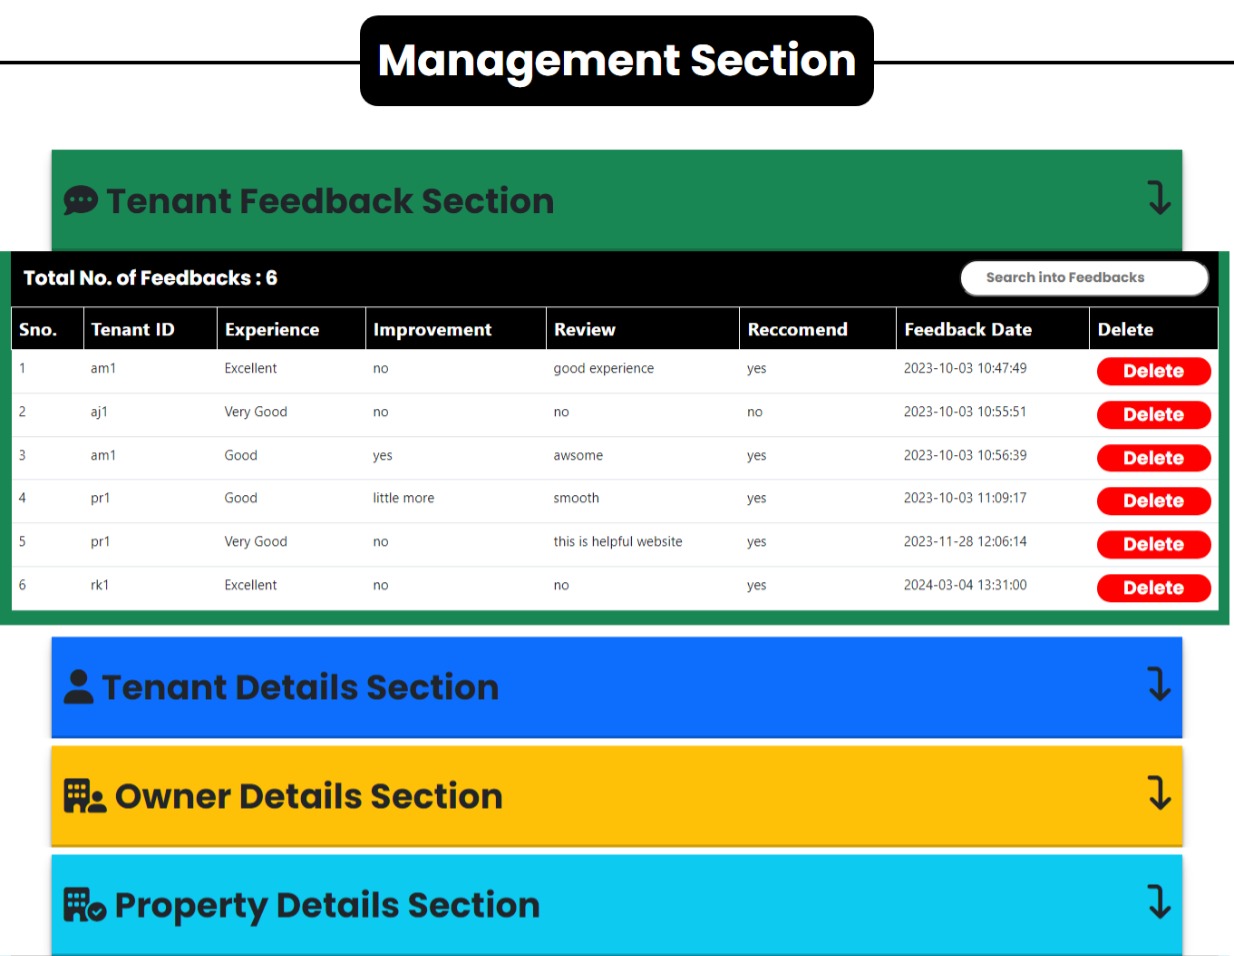 Management Section
Tenant Feedback Section
Total No. of Feedbacks : 6
Search into Feedbacks
Sno. Tenant ID Experience Improvement Review Reccomend Feedback Date Delete
1 am1 Excellent no good experience yes 2023-10-03 10:47:49 Delete
2 aj1 Very Good no no no 2023-10-03 10:55:51 Delete
3 am1 Good yes awsome yes 2023-10-03 10:56:39 Delete
4 pr1 Good little more smooth yes 2023-10-03 11:09:17 Delete
5 pr1 Very Good no this is helpful website yes 2023-11-28 12:06:14 Delete
6 rk1 Excellent no no yes 2024-03-04 13:31:00 Delete
Tenant Details Section
Owner Details Section
Property Details Section